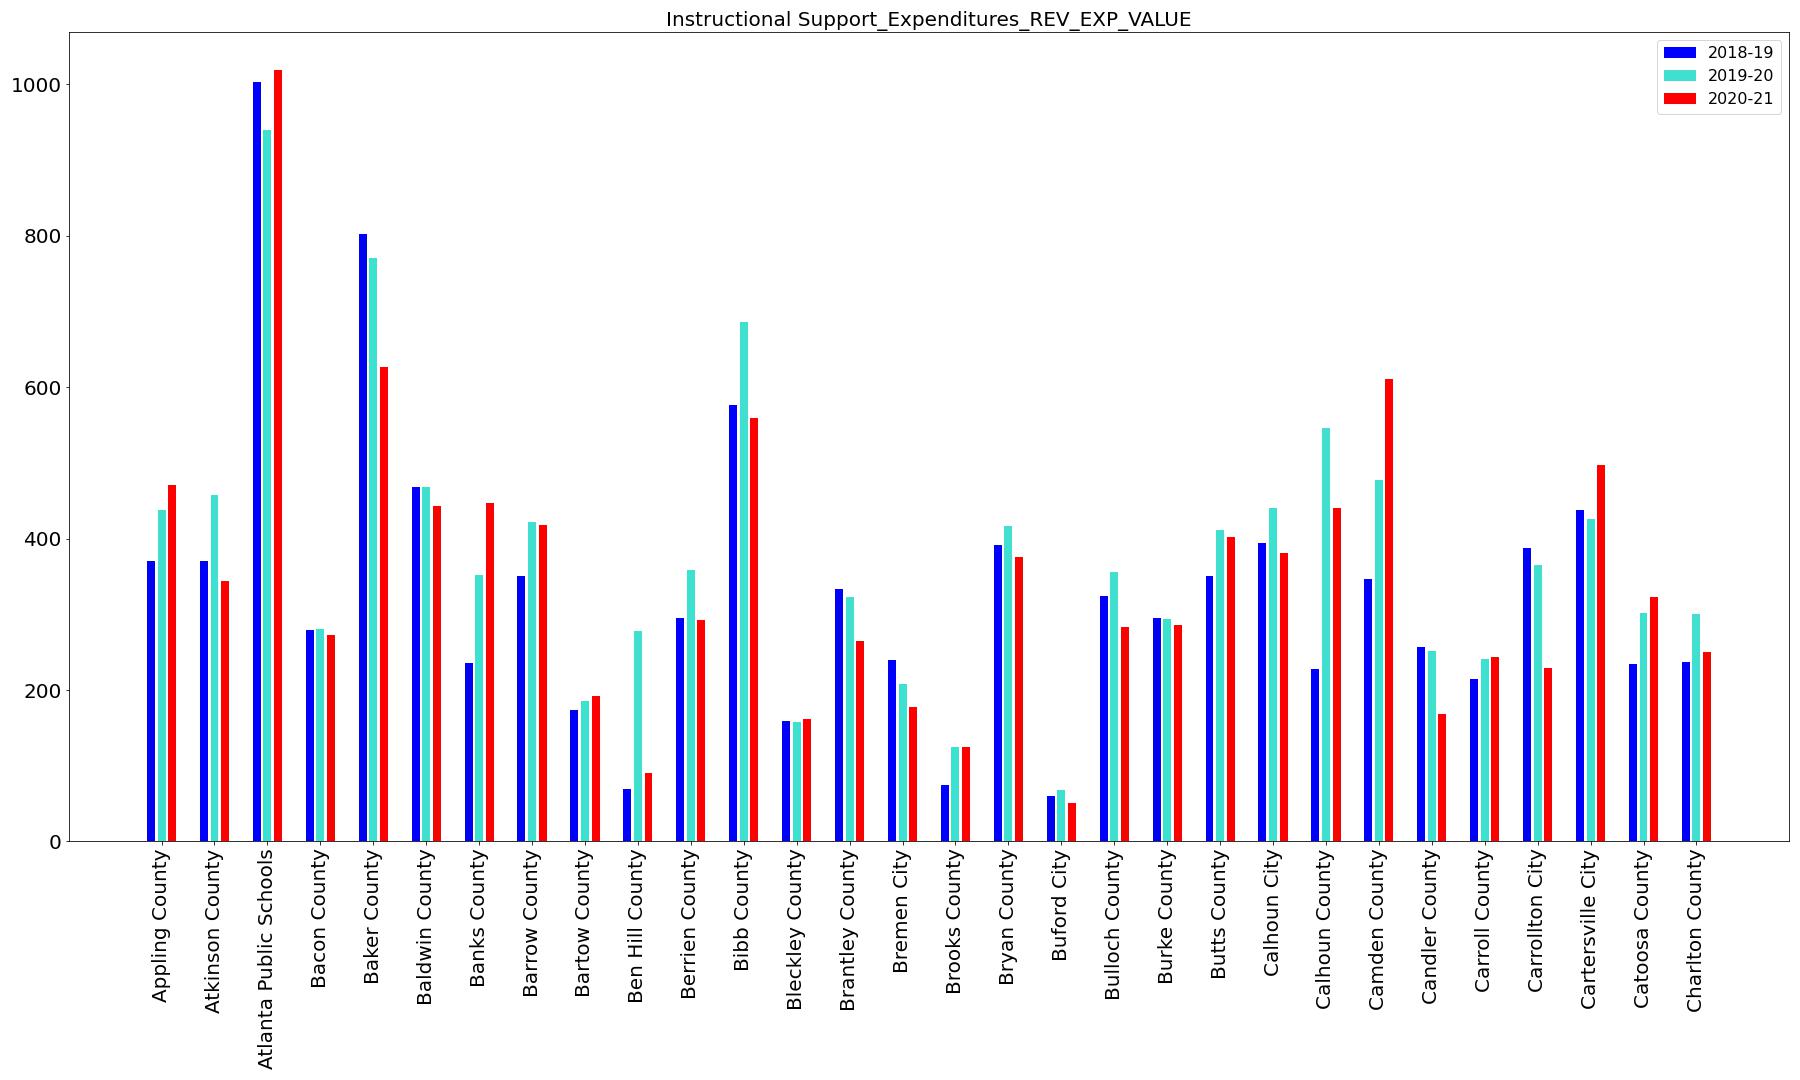 Instructional Support_Expenditures_REV_EXP_VALUE
2018-19
2019-20
2020-21
1000
800
600
400
200
0
Appling County
Atkinson County
Atlanta Public Schools
Bacon County
Baker County
Baldwin County
Banks County
Barrow County
Bartow County
Ben Hill County
Berrien County
Bibb County
Bleckley County
Brantley County
Bremen City
Brooks County
Bryan County
Buford City
Bulloch County
Burke County
Butts County
Calhoun City
Calhoun County
Camden County
Candler County
Carroll County
Carrollton City
Cartersville City
Catoosa County
Charlton County